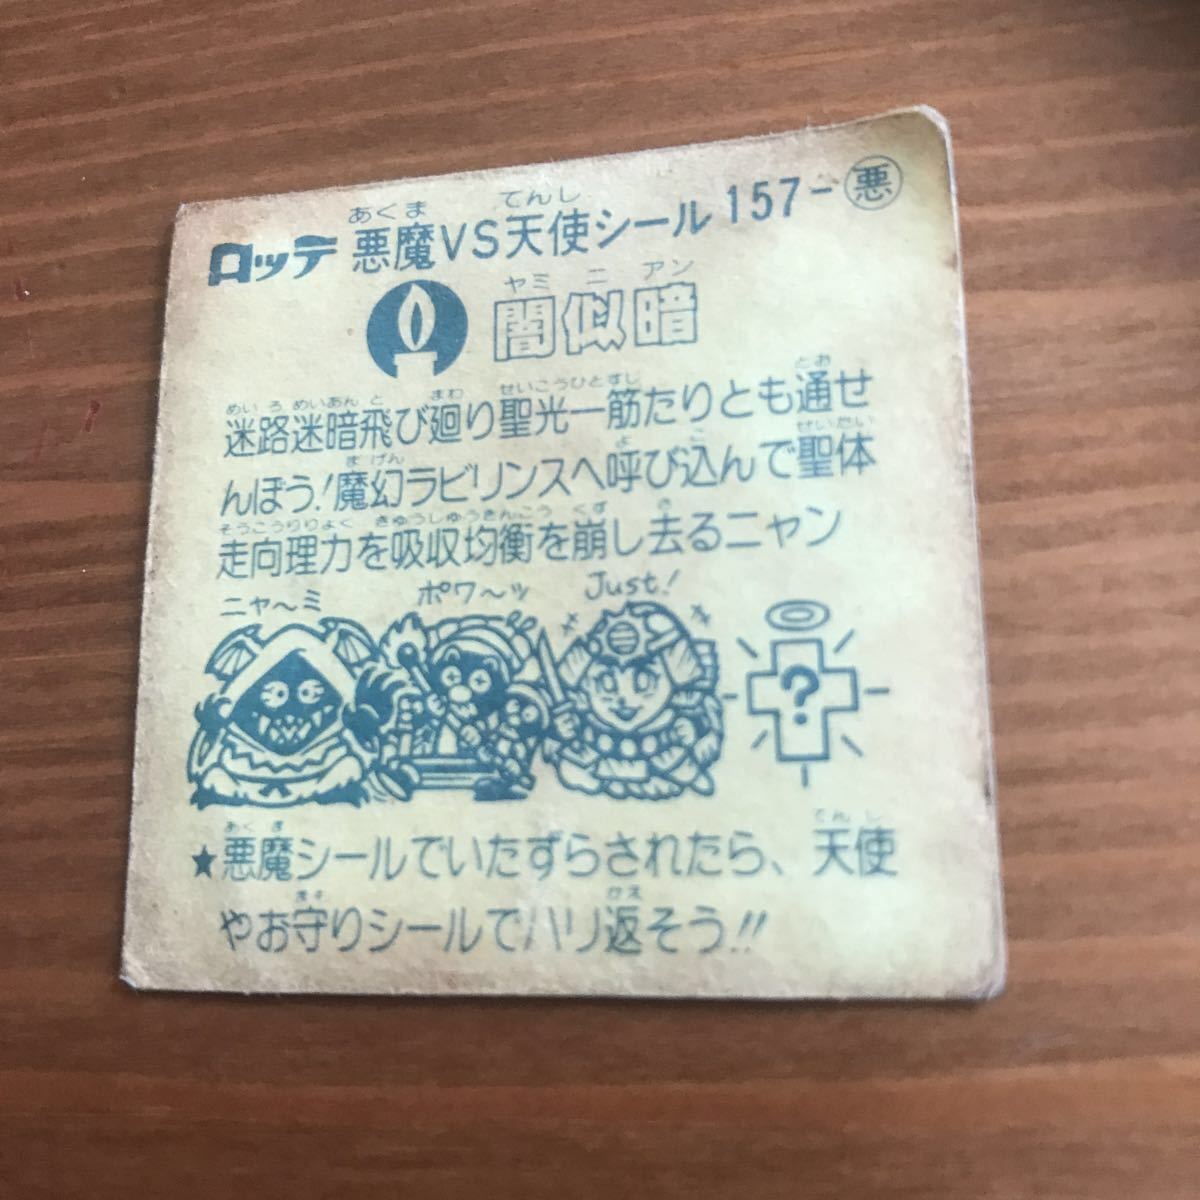 あくま てんし
ロッテ 悪魔VS天使シール 157-悪
ヤミ ニ アン
闇似暗
めいろ めいあん と まわ せいこうひとすじ とお
迷路迷暗飛び廻り聖光一筋たりとも通せ
まげん よ こ せいたい
んぼう!魔幻ラビリンスへ呼び込んで聖体
そうこうりりょく きゅうしゅうきんこう くず さ
走向理力を吸収均衡を崩し去るニャン
ニャ〜ミ ポワ〜ッ Just!
?
あくま てんし
★悪魔シールでいたずらされたら、天使
まも かえ
やお守りシールでハリ返そう!!